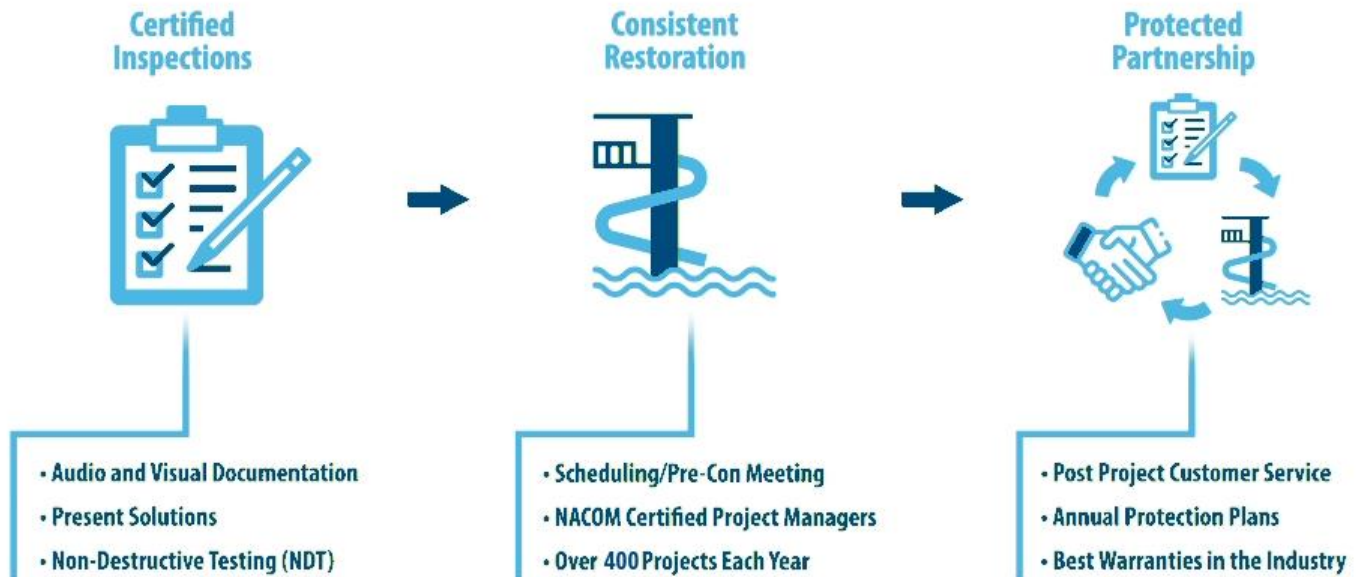 Certified
Inspections
Consistent
Restoration
Protected
Partnership
• Audio and Visual Documentation
• Present Solutions
• Non-Destructive Testing (NDT)
• Scheduling/Pre-Con Meeting
• NACOM Certified Project Managers
• Over 400 Projects Each Year
• Post Project Customer Service
• Annual Protection Plans
• Best Warranties in the Industry